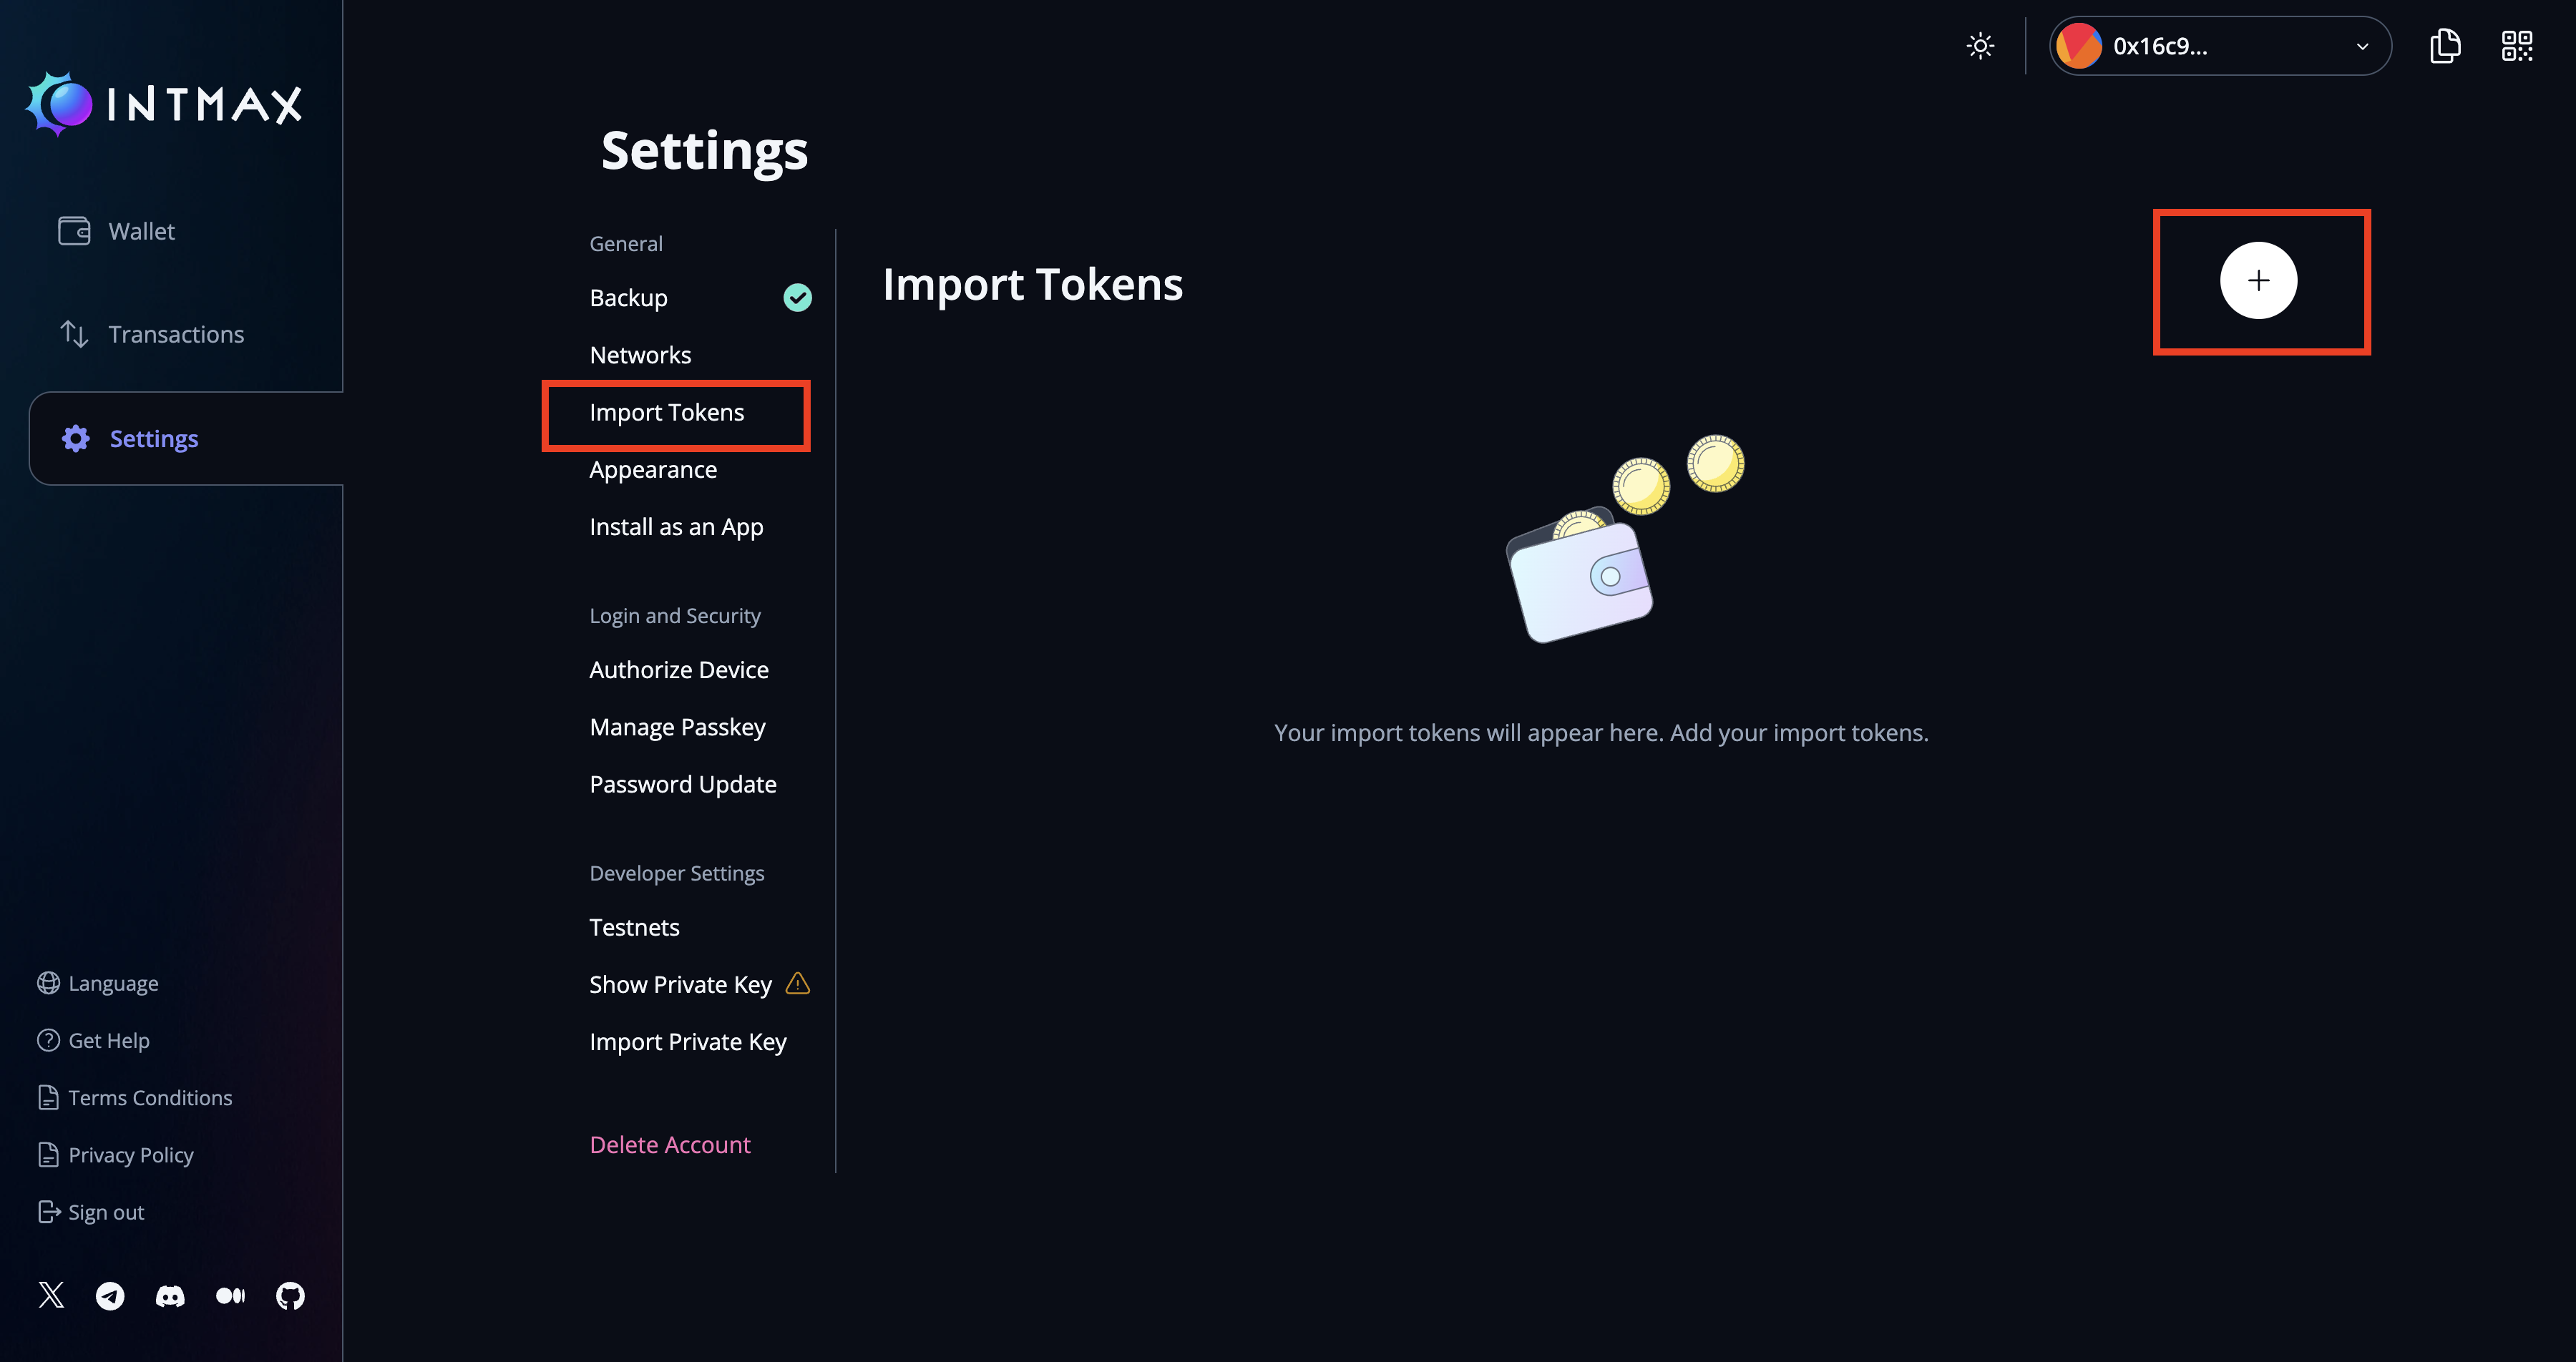 INTMAX
Wallet
Transactions
Settings
Language
Get Help
Terms Conditions
Privacy Policy
Sign out
0x16c9...
Settings
General
Backup
Networks
Import Tokens
Appearance
Install as an App
Login and Security
Authorize Device
Manage Passkey
Password Update
Developer Settings
Testnets
Show Private Key
Import Private Key
Delete Account
Import Tokens
Your import tokens will appear here. Add your import tokens.